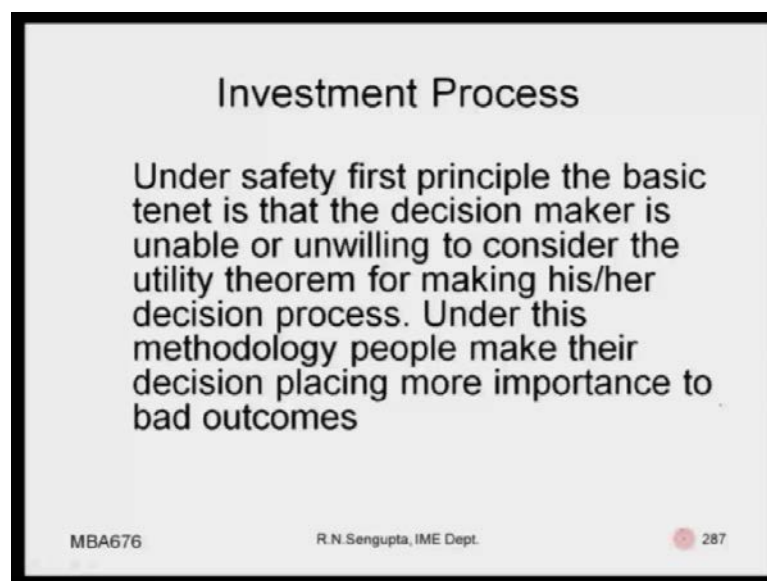 Investment Process
Under safety first principle the basic
tenet is that the decision maker is
unable or unwilling to consider the
utility theorem for making his/her
decision process. Under this
methodology people make their
decision placing more importance to
bad outcomes
MBA676
R.N.Sengupta, IME Dept.
287